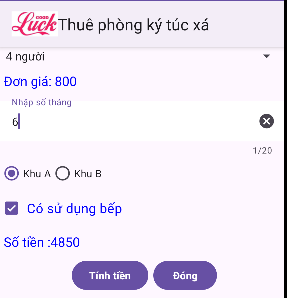 GOOD
Luck Thuê phòng ký túc xá
4 người
Đơn giá: 800
Nhập số tháng
6
1/20
Khu A Khu B
Có sử dụng bếp
Số tiền :4850
Tính tiền Đóng